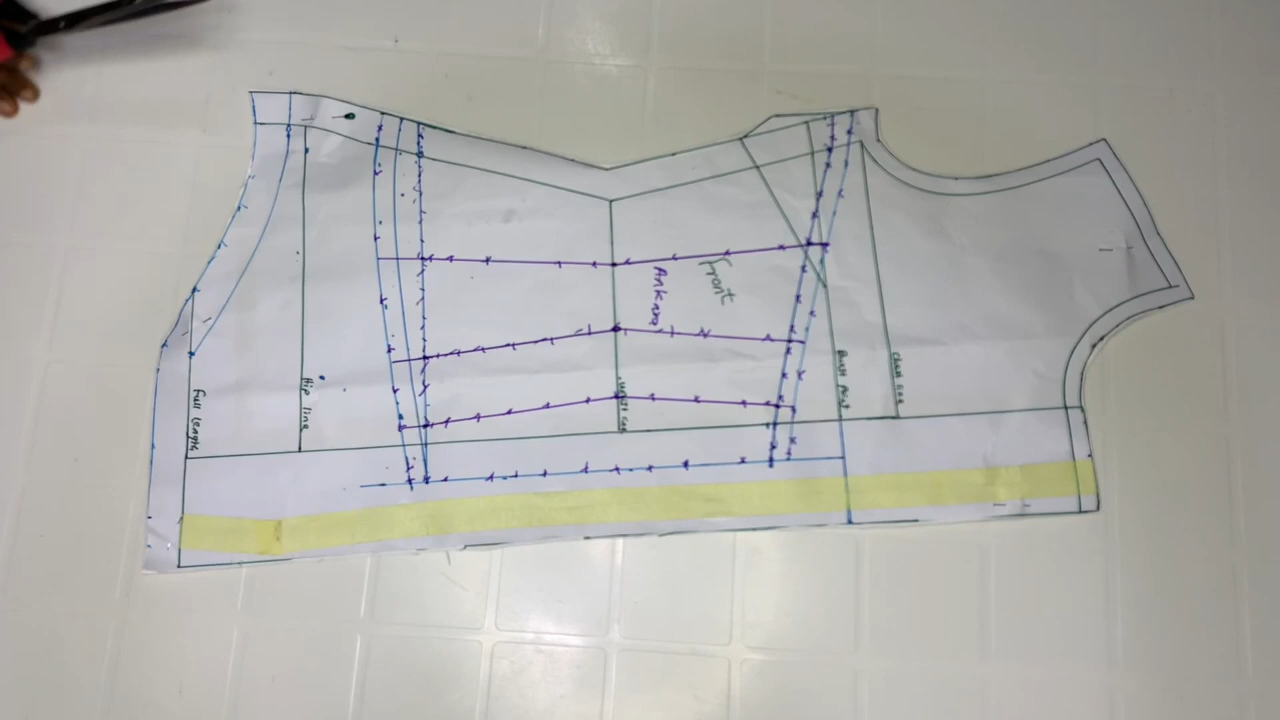 Front
Ankara
Full length
Hip line
Bust Point
Chest line